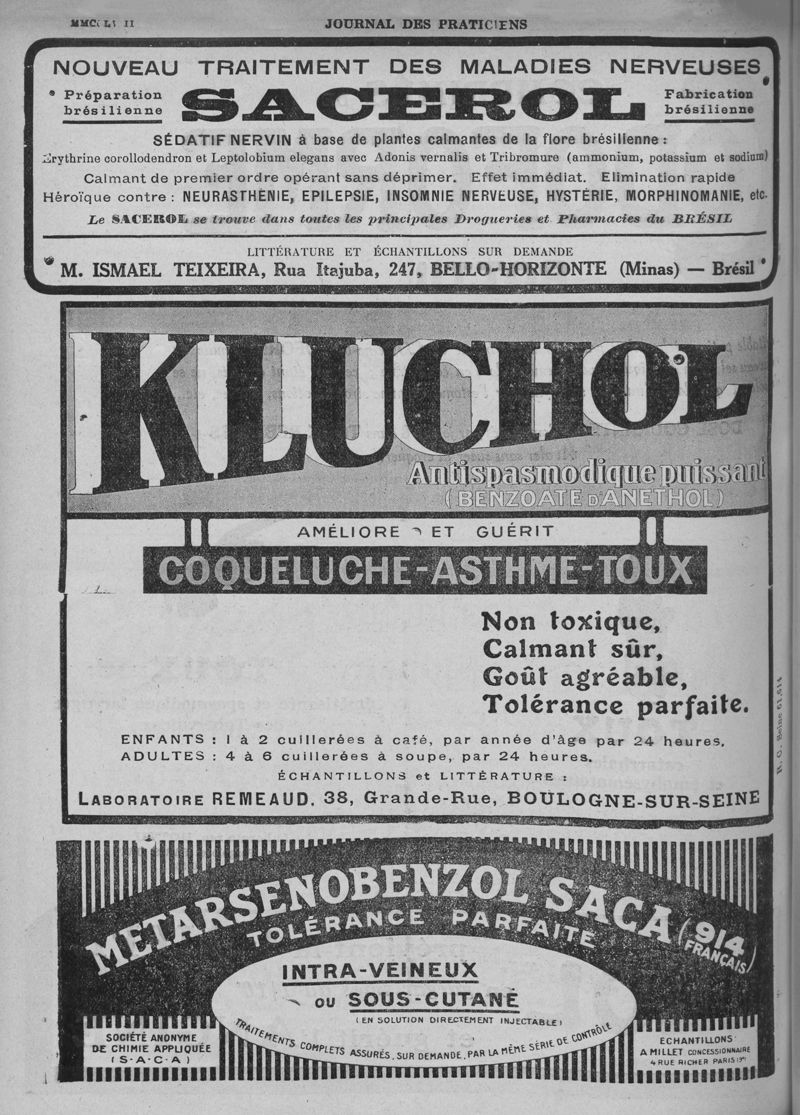 JOURNAL DES PRATICIENS
NOUVEAU TRAITEMENT DES MALADIES NERVEUSES
Préparation brésilienne
SACEROL
Fabrication brésilienne
SÉDATIF NERVIN à base de plantes calmantes de la flore brésilienne :
Erythrine corollodendron et Leptolobium elegans avec Adonis vernalis et Tribromure (ammonium, potassium et sodium)
Calmant de premier ordre opérant sans déprimer. Effet immédiat. Elimination rapide
Héroïque contre : NEURASTHÉNIE, EPILEPSIE, INSOMNIE NERVEUSE, HYSTÉRIE, MORPHINOMANIE, etc.
Le SACEROL se trouve dans toutes les principales Drogueries et Pharmacies du BRÉSIL
LITTÉRATURE ET ÉCHANTILLONS SUR DEMANDE
M. ISMAEL TEIXEIRA, Rua Itajuba, 247, BELLO-HORIZONTE (Minas) — Brésil
KLUCHOL
Antispasmodique puissant
(BENZOATE D'ANETHOL)
AMÉLIORE ET GUÉRIT
COQUELUCHE-ASTHME-TOUX
Non toxique,
Calmant sûr,
Goût agréable,
Tolérance parfaite.
ENFANTS : 1 à 2 cuillerées à café, par année d'âge par 24 heures.
ADULTES : 4 à 6 cuillerées à soupe, par 24 heures.
ÉCHANTILLONS et LITTÉRATURE :
LABORATOIRE REMEAUD. 38, Grande-Rue, BOULOGNE-SUR-SEINE
R. C. Seine 61.614
METARSENOBENZOL SACA (914 FRANÇAIS)
TOLÉRANCE PARFAITE
INTRA-VEINEUX
OU SOUS-CUTANÉ
(EN SOLUTION DIRECTEMENT INJECTABLE)
TRAITEMENTS COMPLETS ASSURÉS, SUR DEMANDE, PAR LA MÊME SÉRIE DE CONTRÔLE
SOCIÉTÉ ANONYME
DE CHIMIE APPLIQUÉE
(S.A.C.A)
ECHANTILLONS
A MILLET CONCESSIONNAIRE
4 RUE RICHER PARIS